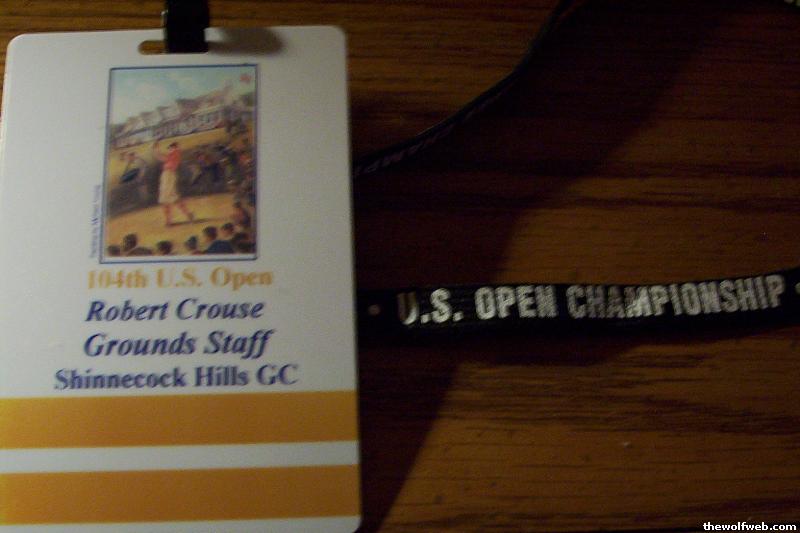 104th U.S. Open
Robert Crouse
Grounds Staff
Shinnecock Hills GC
U.S. OPEN CHAMPIONSHIP
thewolfweb.com